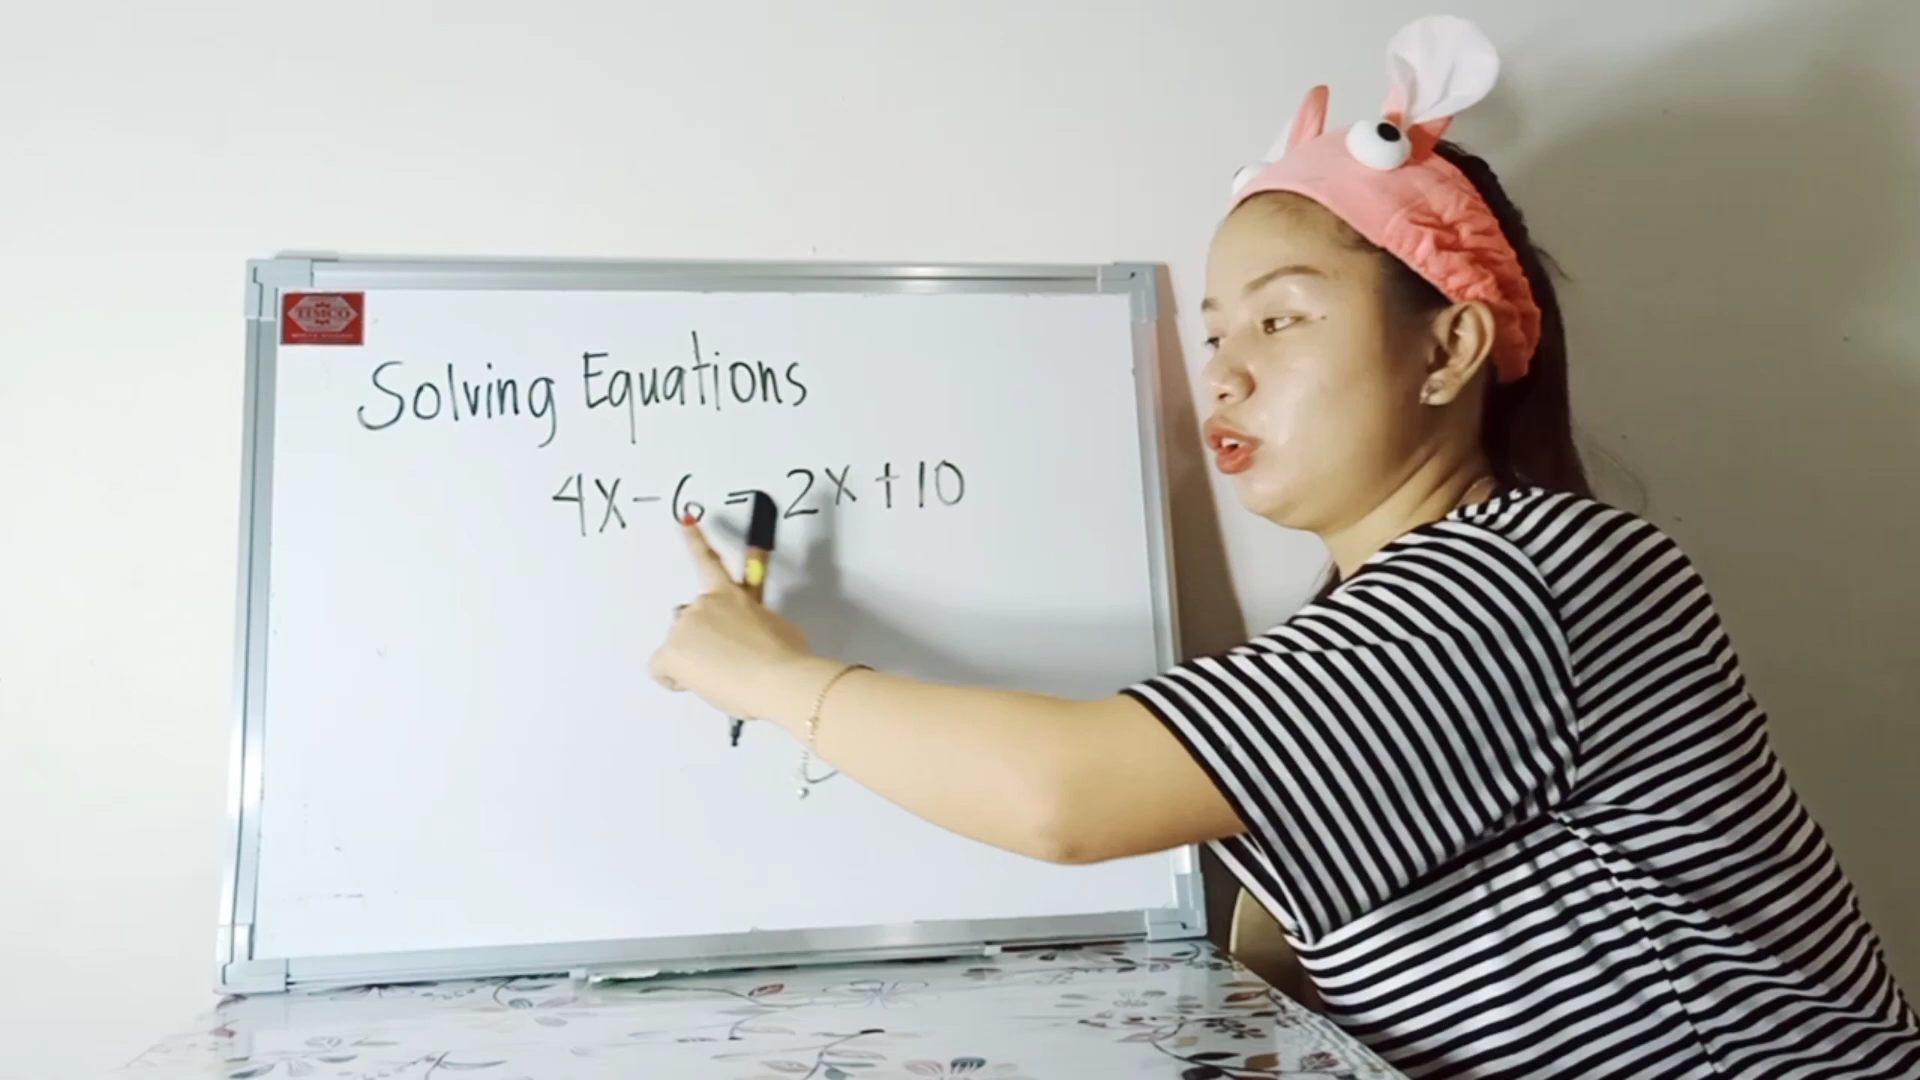 Solving Equations
4x - 6 = 2x + 10